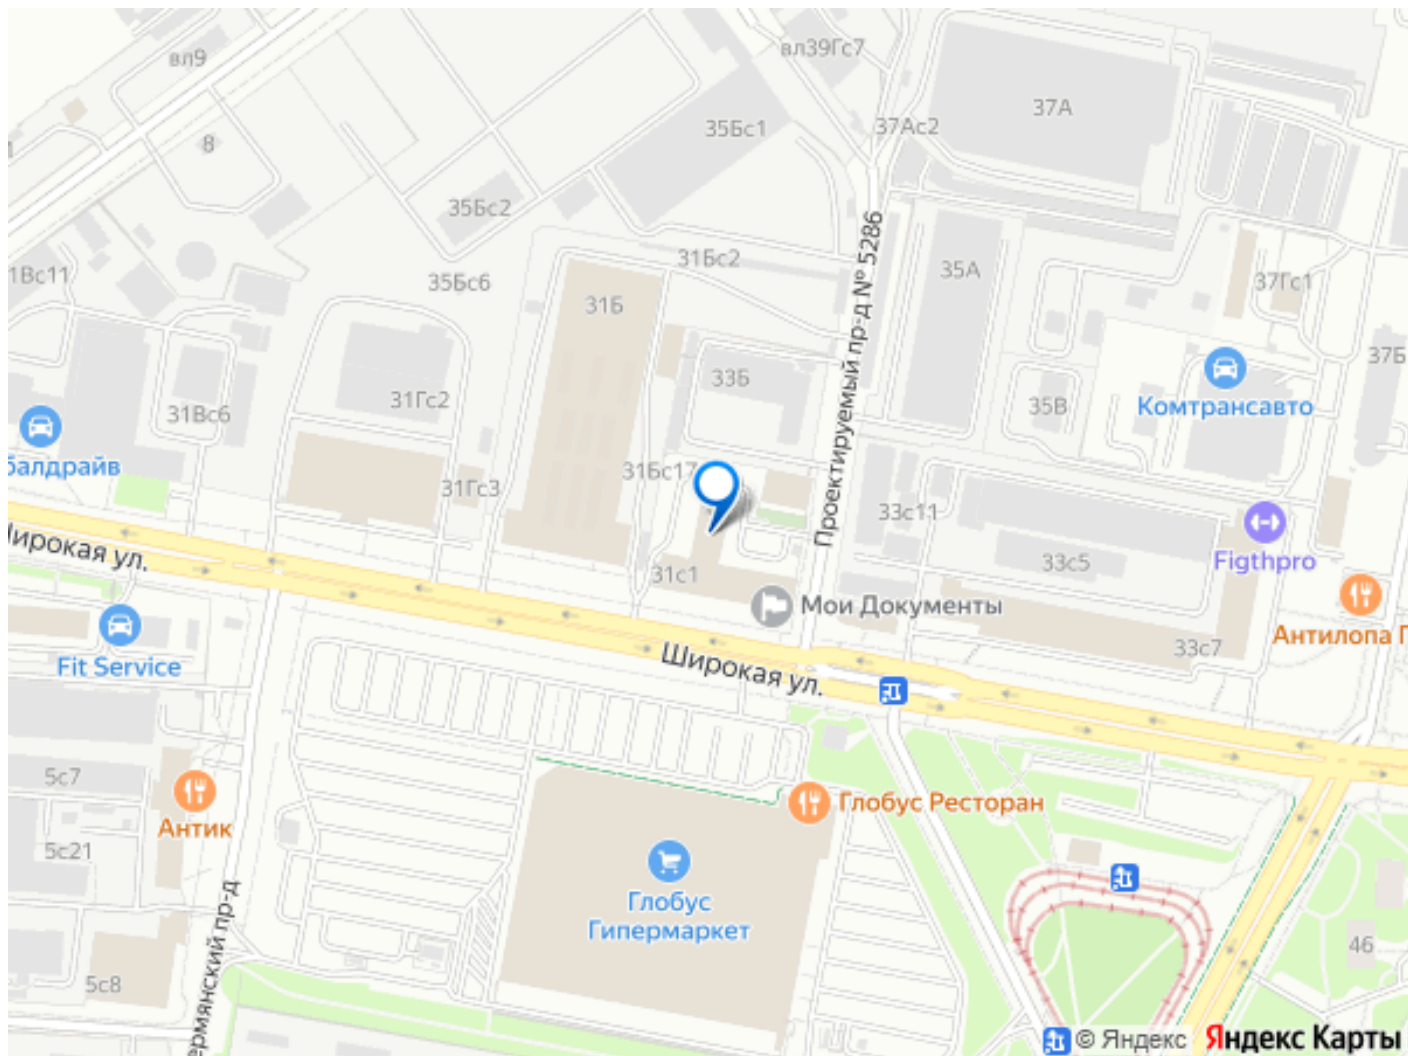 вл9
вл39Гс7
8
35Бс1
37Ас2
37А
35Бс2
31Бс2
35А
1Вс11
35Бс6
31Б
37Гс1
Проектируемый пр-д № 5286
33Б
37Б
31Гс2
35В
Комтрансавто
31Вс6
балдрайв
31Бс17
31Гс3
33с11
Широкая ул.
31с1
33с5
Figthpro
Мои Документы
Fit Service
33с7
Антилопа Г
Широкая ул.
5с7
Антик
Глобус Ресторан
5с21
Глобус
Гипермаркет
ермянский пр-д
46
5с8
© Яндекс Яндекс Карты